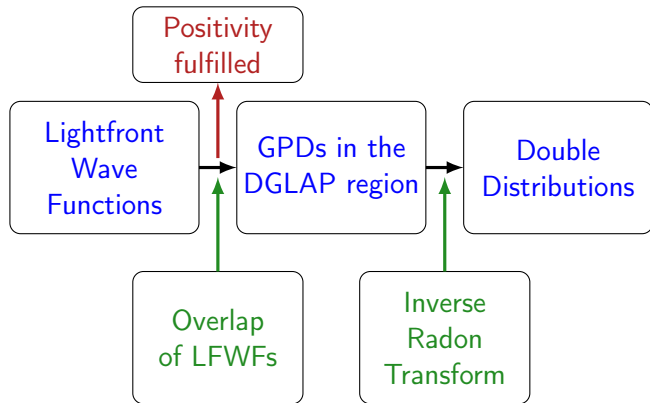 Positivity
fulfilled
Lightfront
Wave
Functions
GPDs in the
DGLAP region
Double
Distributions
Overlap
of LFWFs
Inverse
Radon
Transform